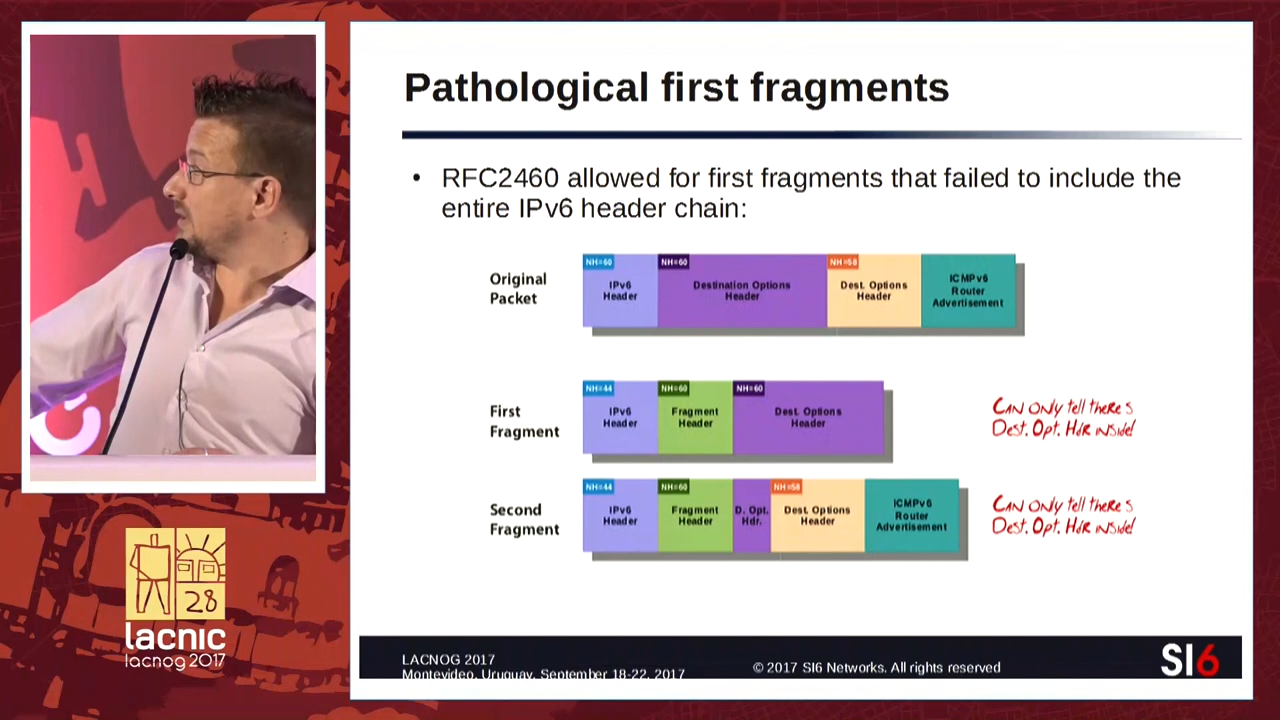 Pathological first fragments
• RFC2460 allowed for first fragments that failed to include the
entire IPv6 header chain:
Original
Packet
NH=60
IPv6
Header
NH=60
Destination Options
Header
NH=58
Dest. Options
Header
ICMPv6
Router
Advertisement
First
Fragment
NH=44
IPv6
Header
NH=60
Fragment
Header
NH=60
Dest. Options
Header
CAN ONLY tell there's
Dest. Opt. Hdr inside!
Second
Fragment
NH=44
IPv6
Header
NH=60
Fragment
Header
D. Opt.
Hdr.
NH=58
Dest. Options
Header
ICMPv6
Router
Advertisement
CAN ONLY tell there's
Dest. Opt. Hdr inside!
28
lacnic
lacnog 2017
LACNOG 2017
Montevideo, Uruguay, September 18-22, 2017
© 2017 SI6 Networks. All rights reserved
SI6